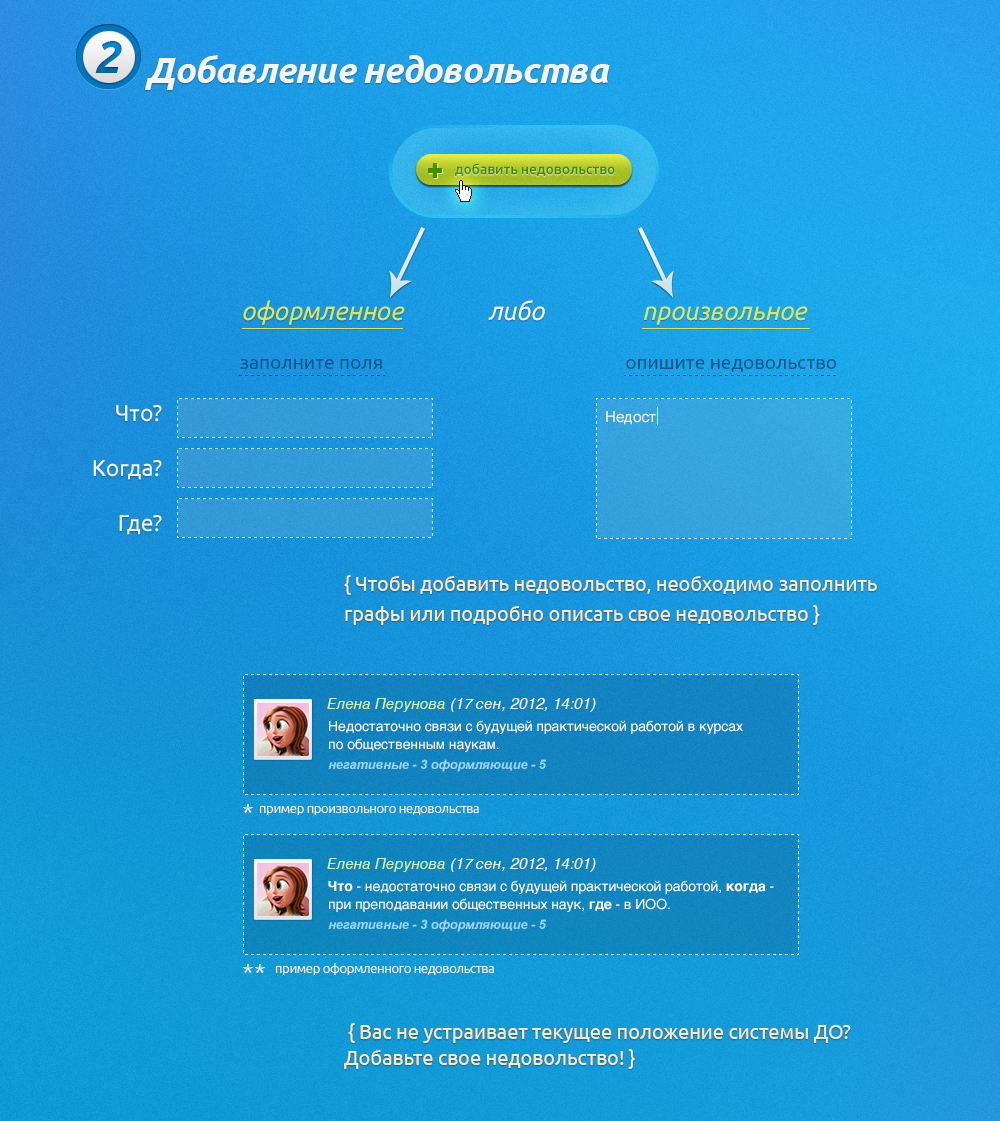 2 Добавление недовольства
добавить недовольство
оформленное либо произвольное
заполните поля опишите недовольство
Что? Недост
Когда?
Где?
{ Чтобы добавить недовольство, необходимо заполнить
графы или подробно описать свое недовольство }
Елена Перунова (17 сен, 2012, 14:01)
Недостаточно связи с будущей практической работой в курсах
по общественным наукам.
негативные - 3 оформляющие - 5
* пример произвольного недовольства
Елена Перунова (17 сен, 2012, 14:01)
Что - недостаточно связи с будущей практической работой, когда -
при преподавании общественных наук, где - в ИОО.
негативные - 3 оформляющие - 5
** пример оформленного недовольства
{ Вас не устраивает текущее положение системы ДО?
Добавьте свое недовольство! }